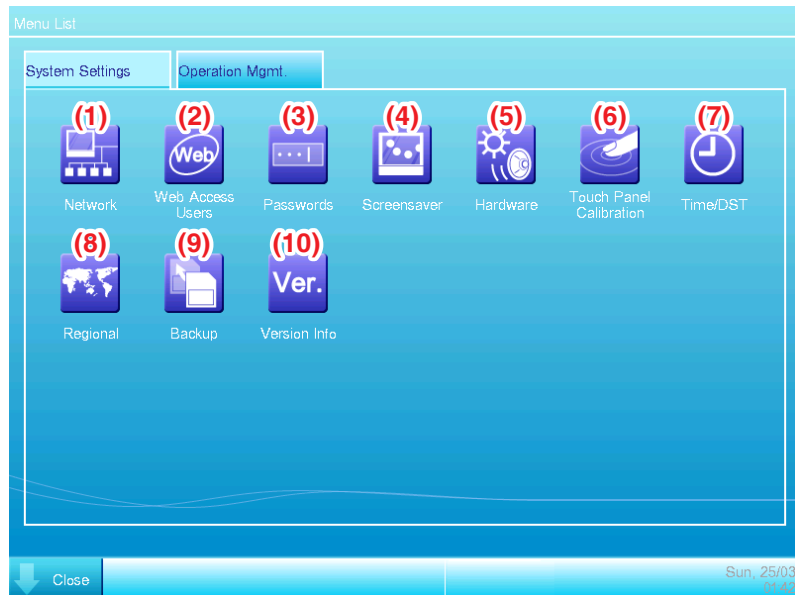 Menu List
System Settings
Operation Mgmt.
(1)
(2)
(3)
(4)
(5)
(6)
(7)
Web
Network
Web Access
Users
Passwords
Screensaver
Hardware
Touch Panel
Calibration
Time/DST
(8)
(9)
(10)
Ver.
Regional
Backup
Version Info
Close
Sun, 25/03
01:42